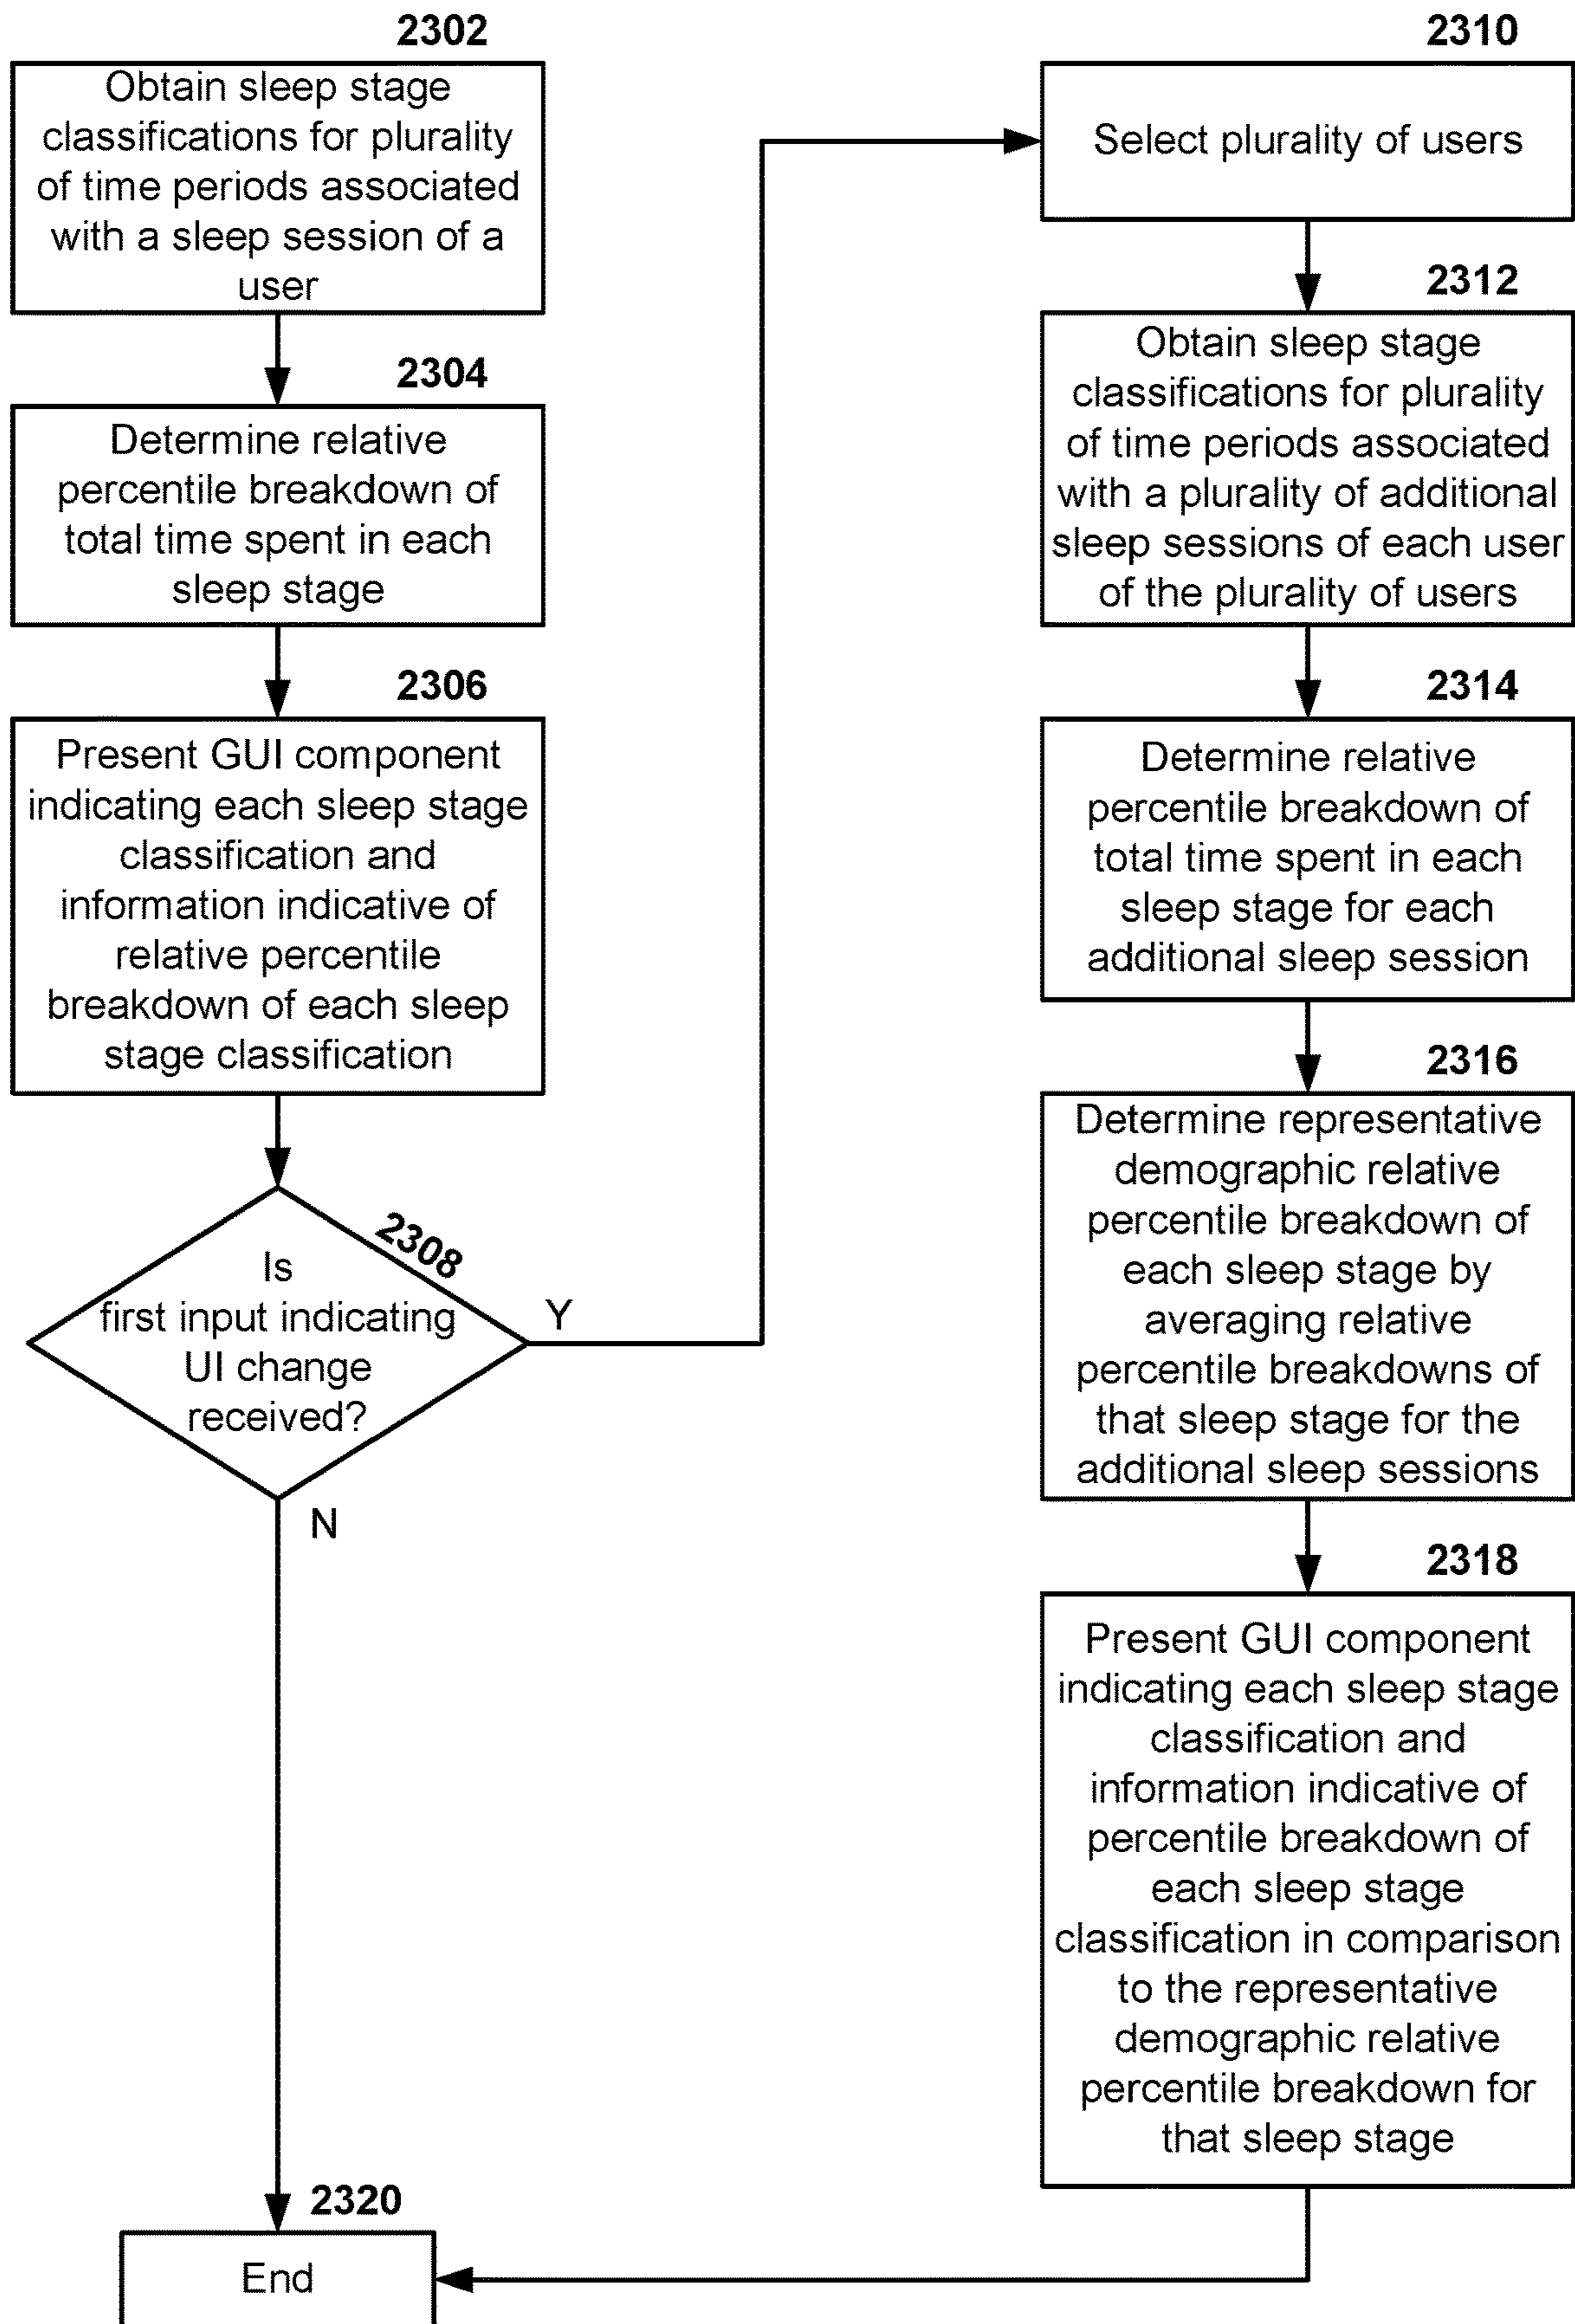 2302
Obtain sleep stage
classifications for plurality
of time periods associated
with a sleep session of a
user
2304
Determine relative
percentile breakdown of
total time spent in each
sleep stage
2306
Present GUI component
indicating each sleep stage
classification and
information indicative of
relative percentile
breakdown of each sleep
stage classification
2308
Is
first input indicating
UI change
received?
Y
N
2310
Select plurality of users
2312
Obtain sleep stage
classifications for plurality
of time periods associated
with a plurality of additional
sleep sessions of each user
of the plurality of users
2314
Determine relative
percentile breakdown of
total time spent in each
sleep stage for each
additional sleep session
2316
Determine representative
demographic relative
percentile breakdown of
each sleep stage by
averaging relative
percentile breakdowns of
that sleep stage for the
additional sleep sessions
2318
Present GUI component
indicating each sleep stage
classification and
information indicative of
percentile breakdown of
each sleep stage
classification in comparison
to the representative
demographic relative
percentile breakdown for
that sleep stage
2320
End